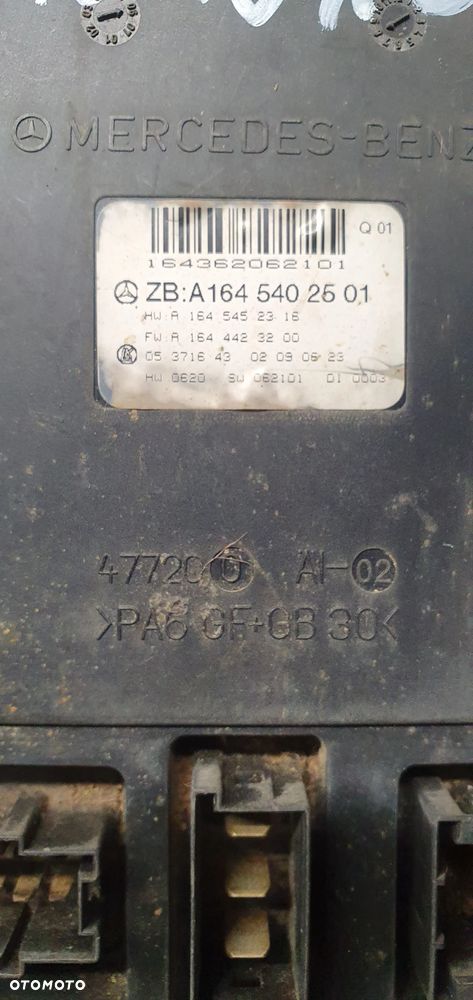 MERCEDES-BENZ
Q 01
164362062101
ZB:A164 540 25 01
HW:A 164 545 23 16
FW:A 164 442 32 00
05 3716 43 02 09 06 23
HW 0620 SW 062101 01 0003
47720 AI-02
>PA6 GF+GB 30<
OTOMOTO